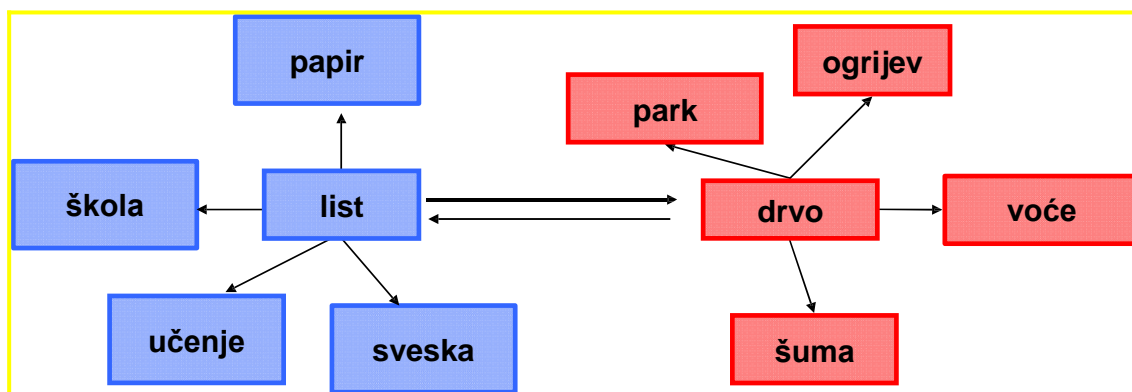 papir
ogrijev
park
škola
list
drvo
voće
učenje
sveska
šuma